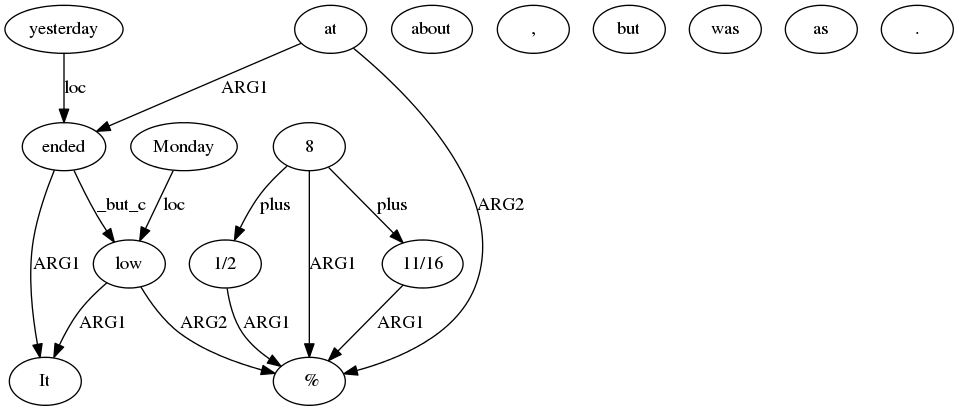 yesterday at about , but was as .
loc ARG1
ended Monday 8
_but_c loc plus plus ARG2
ARG1 low 1/2 ARG1 11/16
ARG1 ARG2 ARG1 ARG1
It %